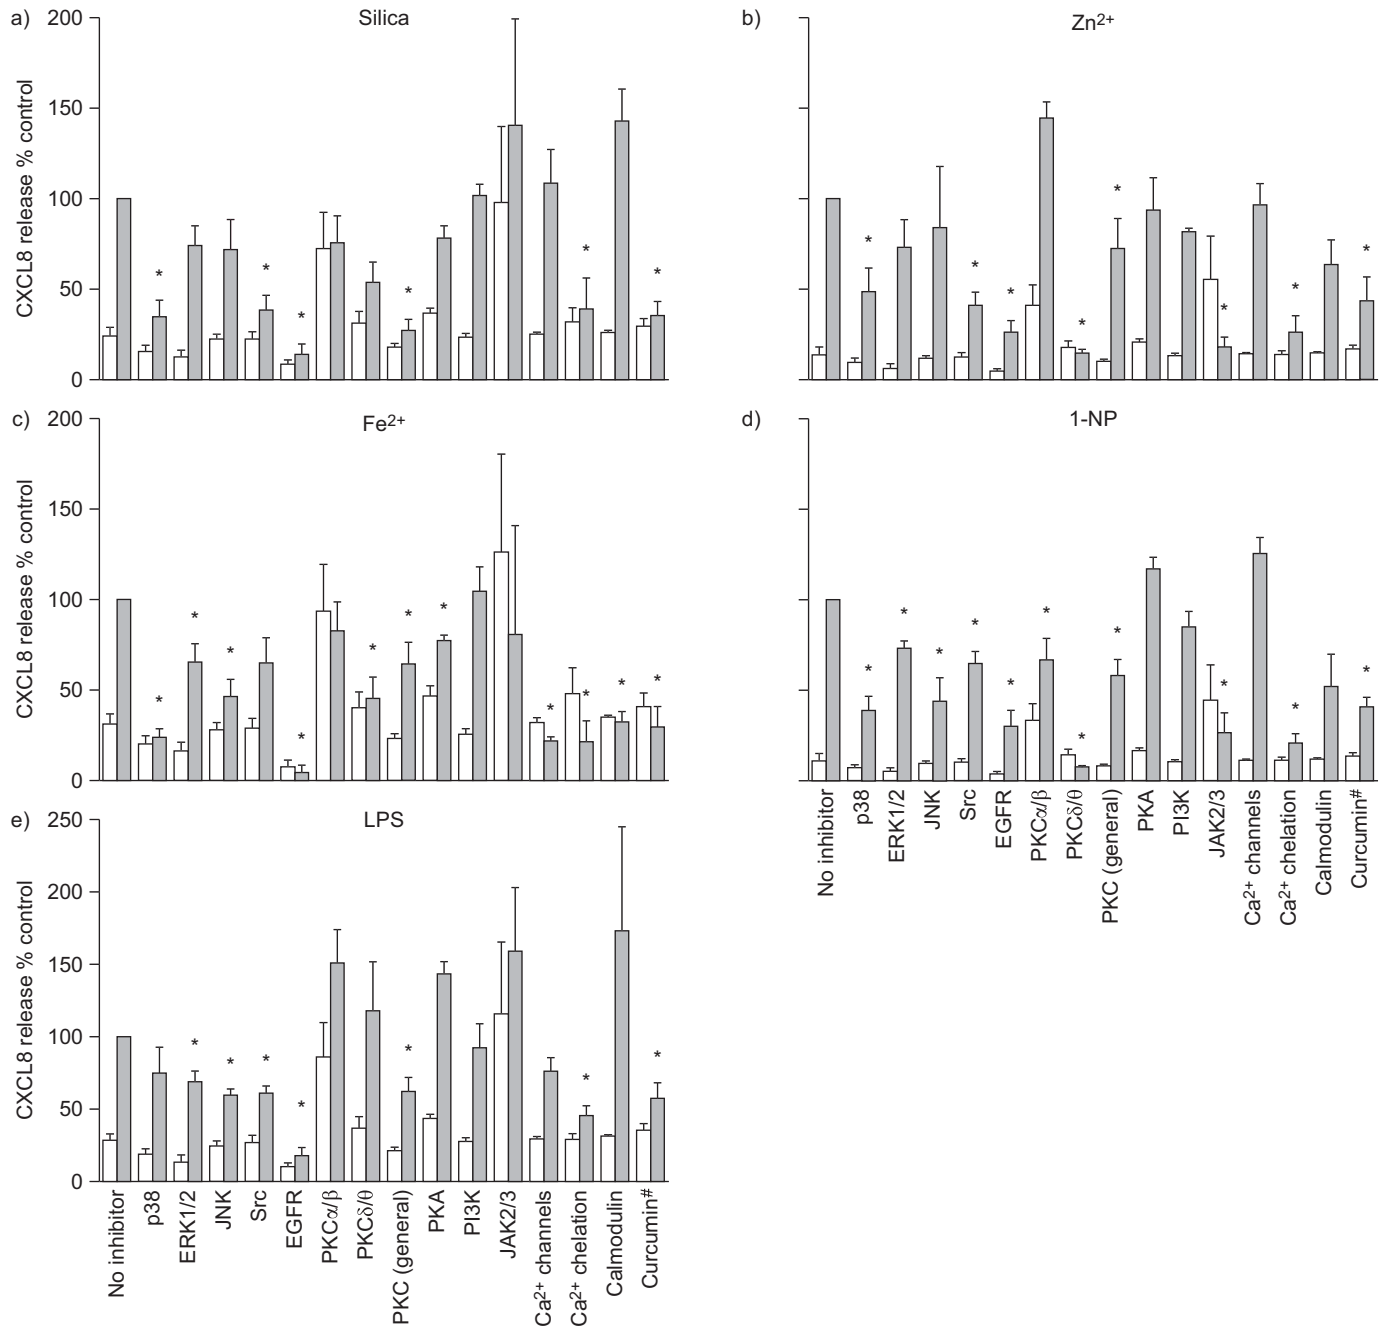 a)
Silica
CXCL8 release % control
200
150
100
50
0
*
*
*
*
*
*
b)
Zn²⁺
*
*
*
*
*
*
*
*
c)
Fe²⁺
CXCL8 release % control
200
150
100
50
0
*
*
*
*
*
*
*
*
*
*
*
d)
1-NP
*
*
*
*
*
*
*
*
*
*
*
No inhibitor
p38
ERK1/2
JNK
Src
EGFR
PKCα/β
PKCδ/θ
PKC (general)
PKA
PI3K
JAK2/3
Ca²⁺ channels
Ca²⁺ chelation
Calmodulin
Curcumin#
e)
LPS
CXCL8 release % control
250
200
150
100
50
0
*
*
*
*
*
*
*
No inhibitor
p38
ERK1/2
JNK
Src
EGFR
PKCα/β
PKCδ/θ
PKC (general)
PKA
PI3K
JAK2/3
Ca²⁺ channels
Ca²⁺ chelation
Calmodulin
Curcumin#